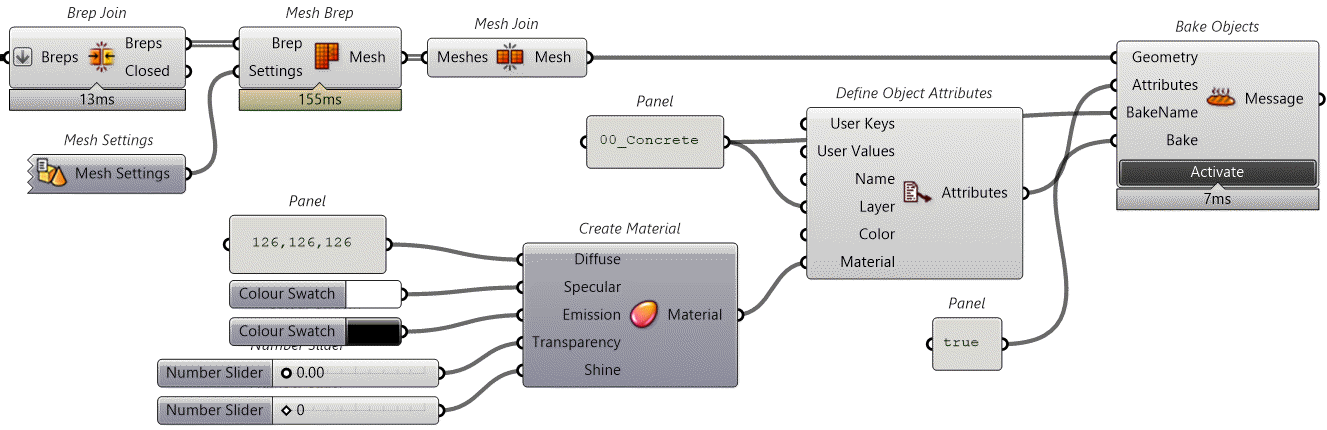 Brep Join
Breps
Breps
Closed
13ms
Mesh Brep
Brep
Settings
Mesh
155ms
Mesh Join
Meshes
Mesh
Mesh Settings
Mesh Settings
Panel
00_Concrete
Panel
126,126,126
Colour Swatch
Colour Swatch
Number Slider
Number Slider
0.00
Number Slider
0
Create Material
Diffuse
Specular
Emission
Transparency
Shine
Material
Define Object Attributes
User Keys
User Values
Name
Layer
Color
Material
Attributes
Panel
true
Bake Objects
Geometry
Attributes
BakeName
Bake
Message
Activate
7ms